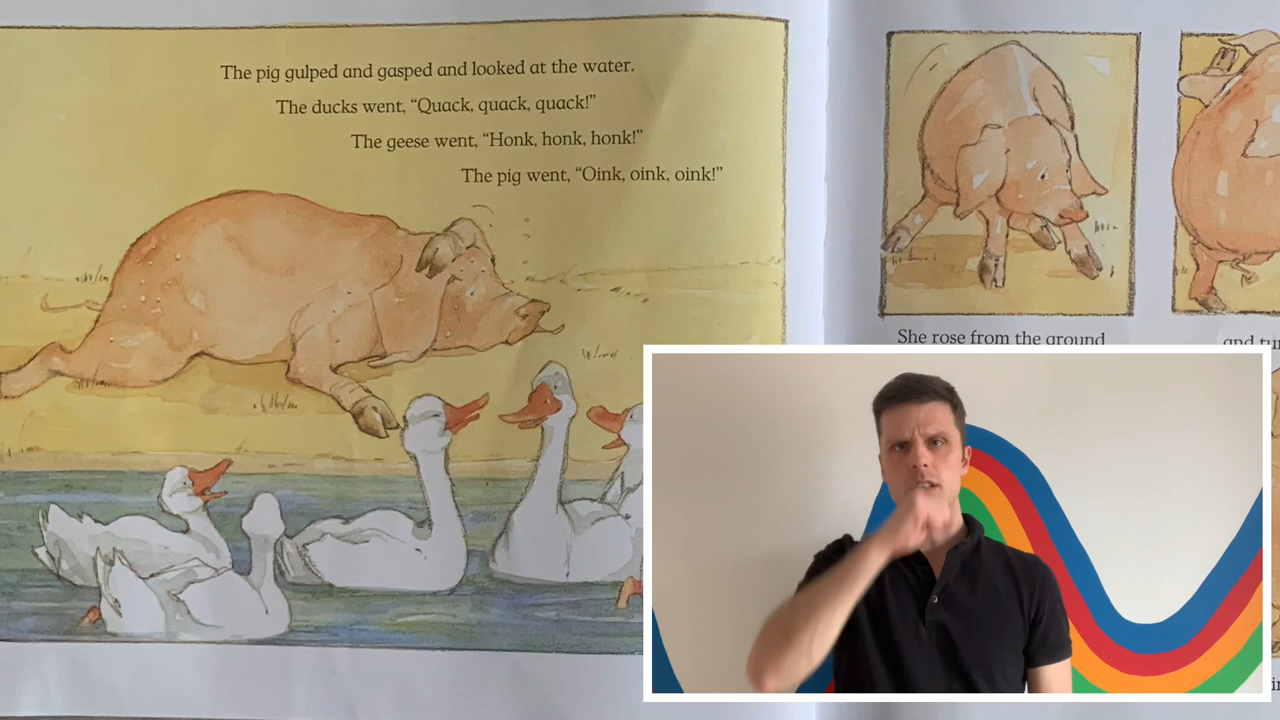 The pig gulped and gasped and looked at the water.
The ducks went, “Quack, quack, quack!”
The geese went, “Honk, honk, honk!”
The pig went, “Oink, oink, oink!”
She rose from the ground
and